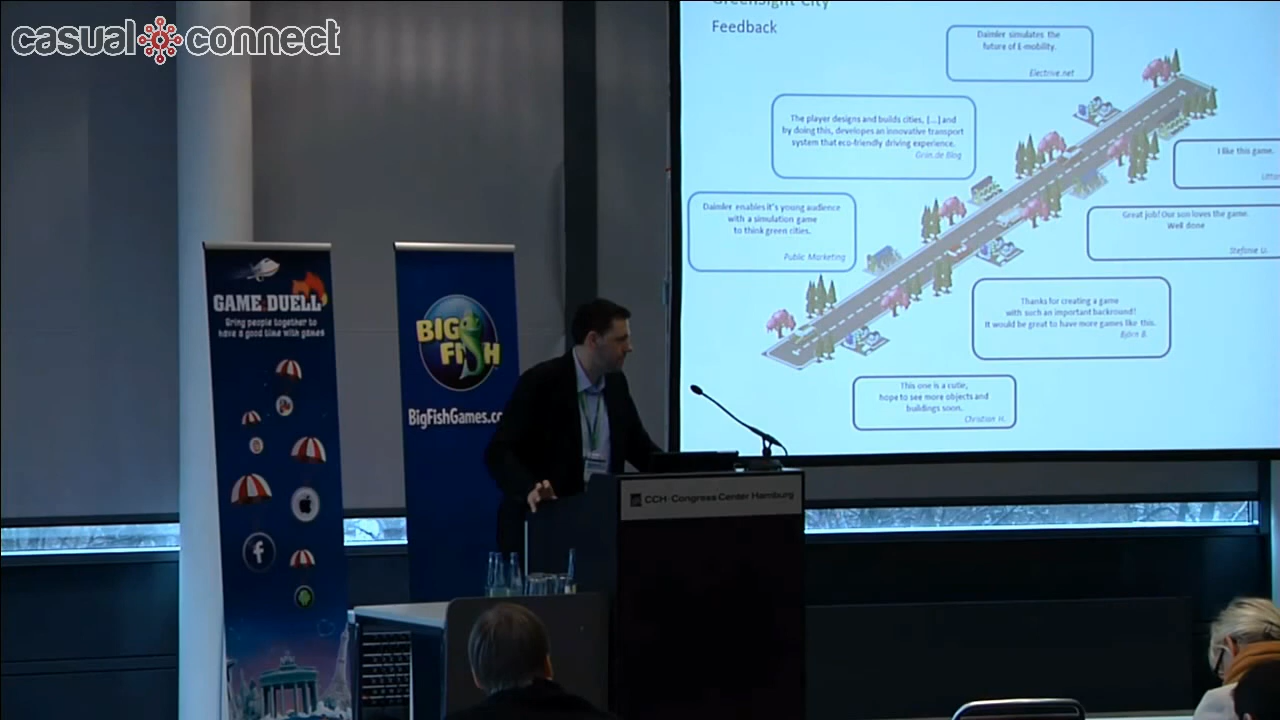 casual connect
GreenSight City
Feedback
Daimler simulates the
future of E-mobility.
Electrive.net
The player designs and builds cities, [...] and
by doing this, developes an innovative transport
system that eco-friendly driving experience.
Grün.de Blog
I like this game.
Daimler enables it's young audience
with a simulation game
to think green cities.
Public Marketing
Great job! Our son loves the game.
Well done
Stefanie U.
Thanks for creating a game
with such an important backround!
It would be great to have more games like this.
Björn B.
This one is a cutie,
hope to see more objects and
buildings soon.
Christian H.
GAME DUELL
Bring people together to
have a good time with games
BIG
FISH
BigFishGames.co
CCH: Congress Center Hamburg